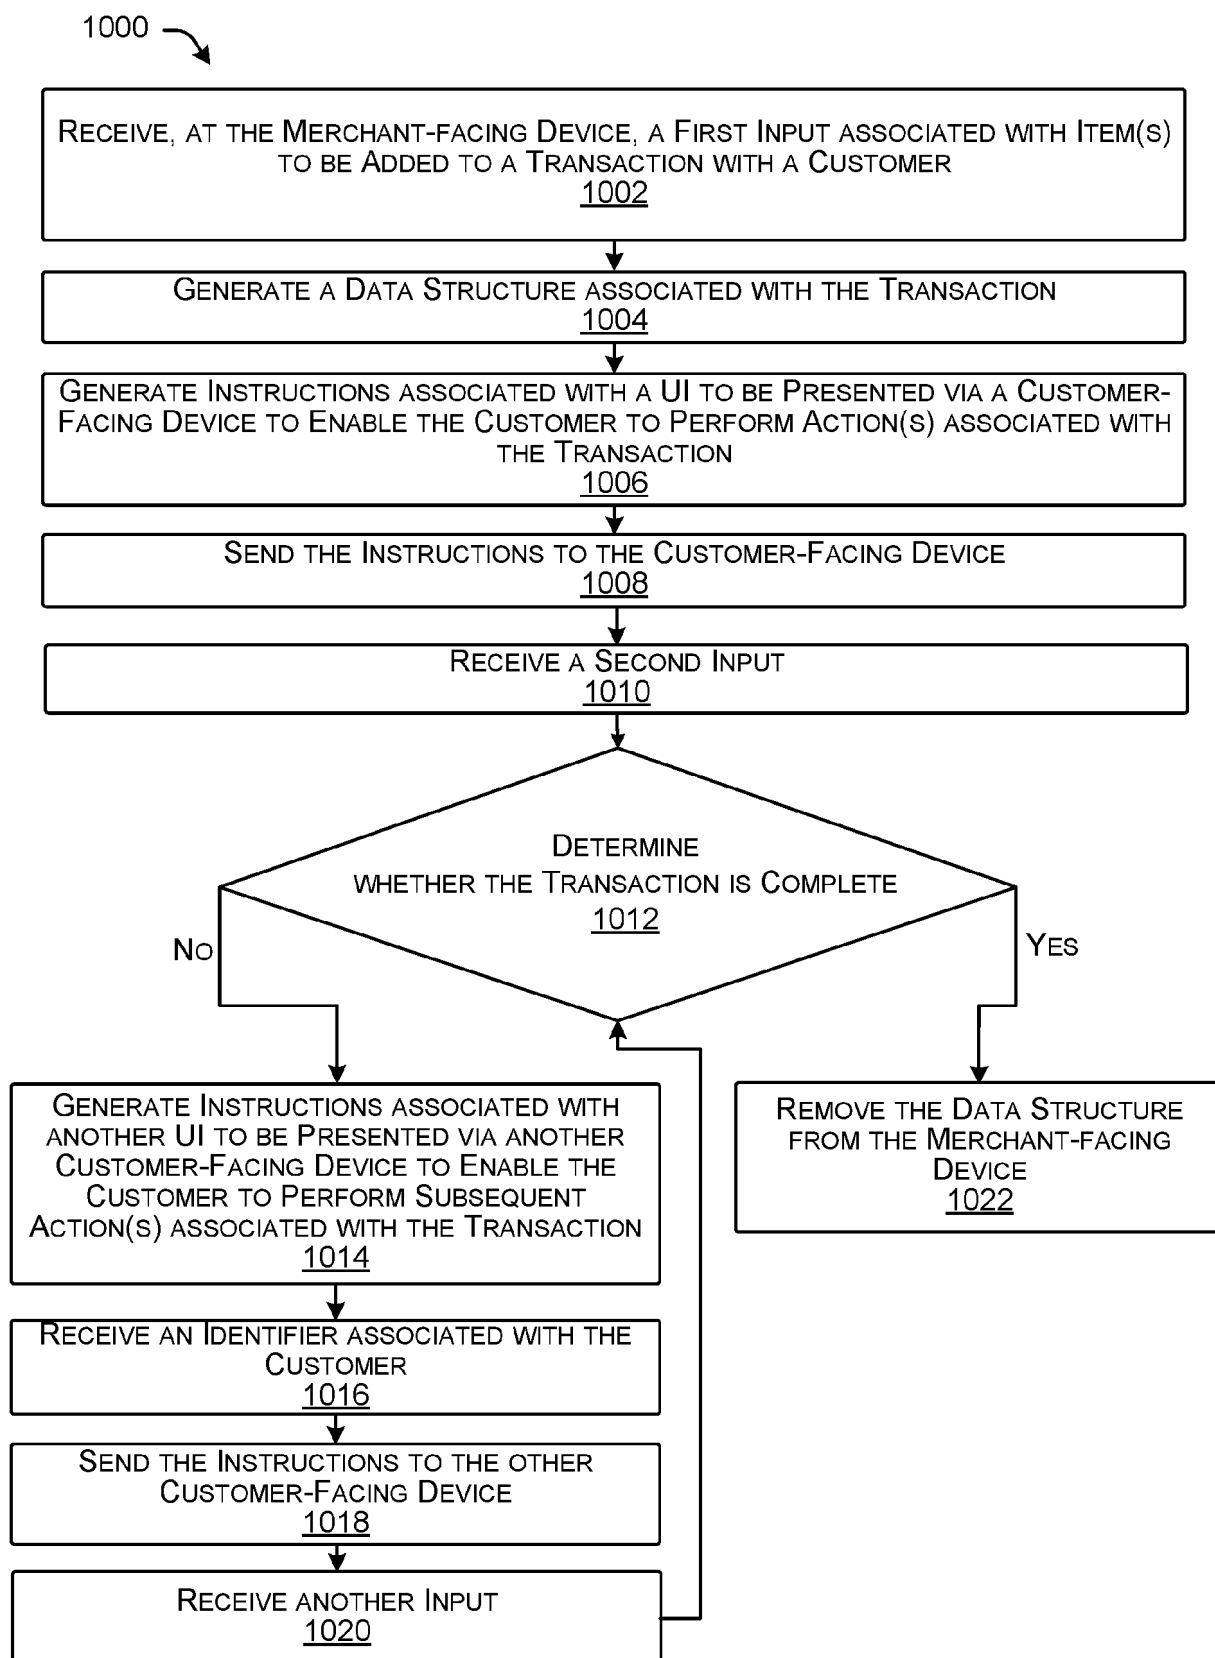 1000
RECEIVE, AT THE MERCHANT-FACING DEVICE, A FIRST INPUT ASSOCIATED WITH ITEM(S)
TO BE ADDED TO A TRANSACTION WITH A CUSTOMER
1002
GENERATE A DATA STRUCTURE ASSOCIATED WITH THE TRANSACTION
1004
GENERATE INSTRUCTIONS ASSOCIATED WITH A UI TO BE PRESENTED VIA A CUSTOMER-
FACING DEVICE TO ENABLE THE CUSTOMER TO PERFORM ACTION(S) ASSOCIATED WITH
THE TRANSACTION
1006
SEND THE INSTRUCTIONS TO THE CUSTOMER-FACING DEVICE
1008
RECEIVE A SECOND INPUT
1010
DETERMINE
WHETHER THE TRANSACTION IS COMPLETE
1012
NO
YES
GENERATE INSTRUCTIONS ASSOCIATED WITH
ANOTHER UI TO BE PRESENTED VIA ANOTHER
CUSTOMER-FACING DEVICE TO ENABLE THE
CUSTOMER TO PERFORM SUBSEQUENT
ACTION(S) ASSOCIATED WITH THE TRANSACTION
1014
REMOVE THE DATA STRUCTURE
FROM THE MERCHANT-FACING
DEVICE
1022
RECEIVE AN IDENTIFIER ASSOCIATED WITH THE
CUSTOMER
1016
SEND THE INSTRUCTIONS TO THE OTHER
CUSTOMER-FACING DEVICE
1018
RECEIVE ANOTHER INPUT
1020